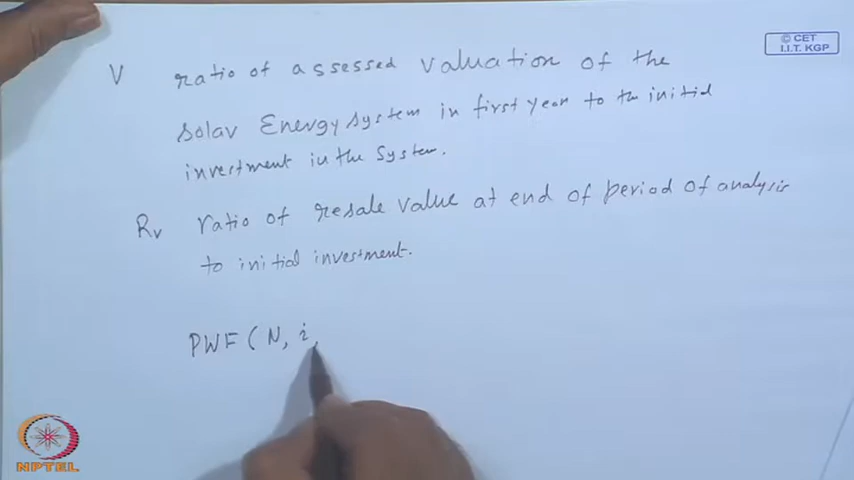 © CET
I.I.T. KGP
V ratio of assessed valuation of the
solar Energy system in first year to the initial
investment in the System.
Rv ratio of resale value at end of period of analysis
to initial investment.
PWF ( N, i,
NPTEL